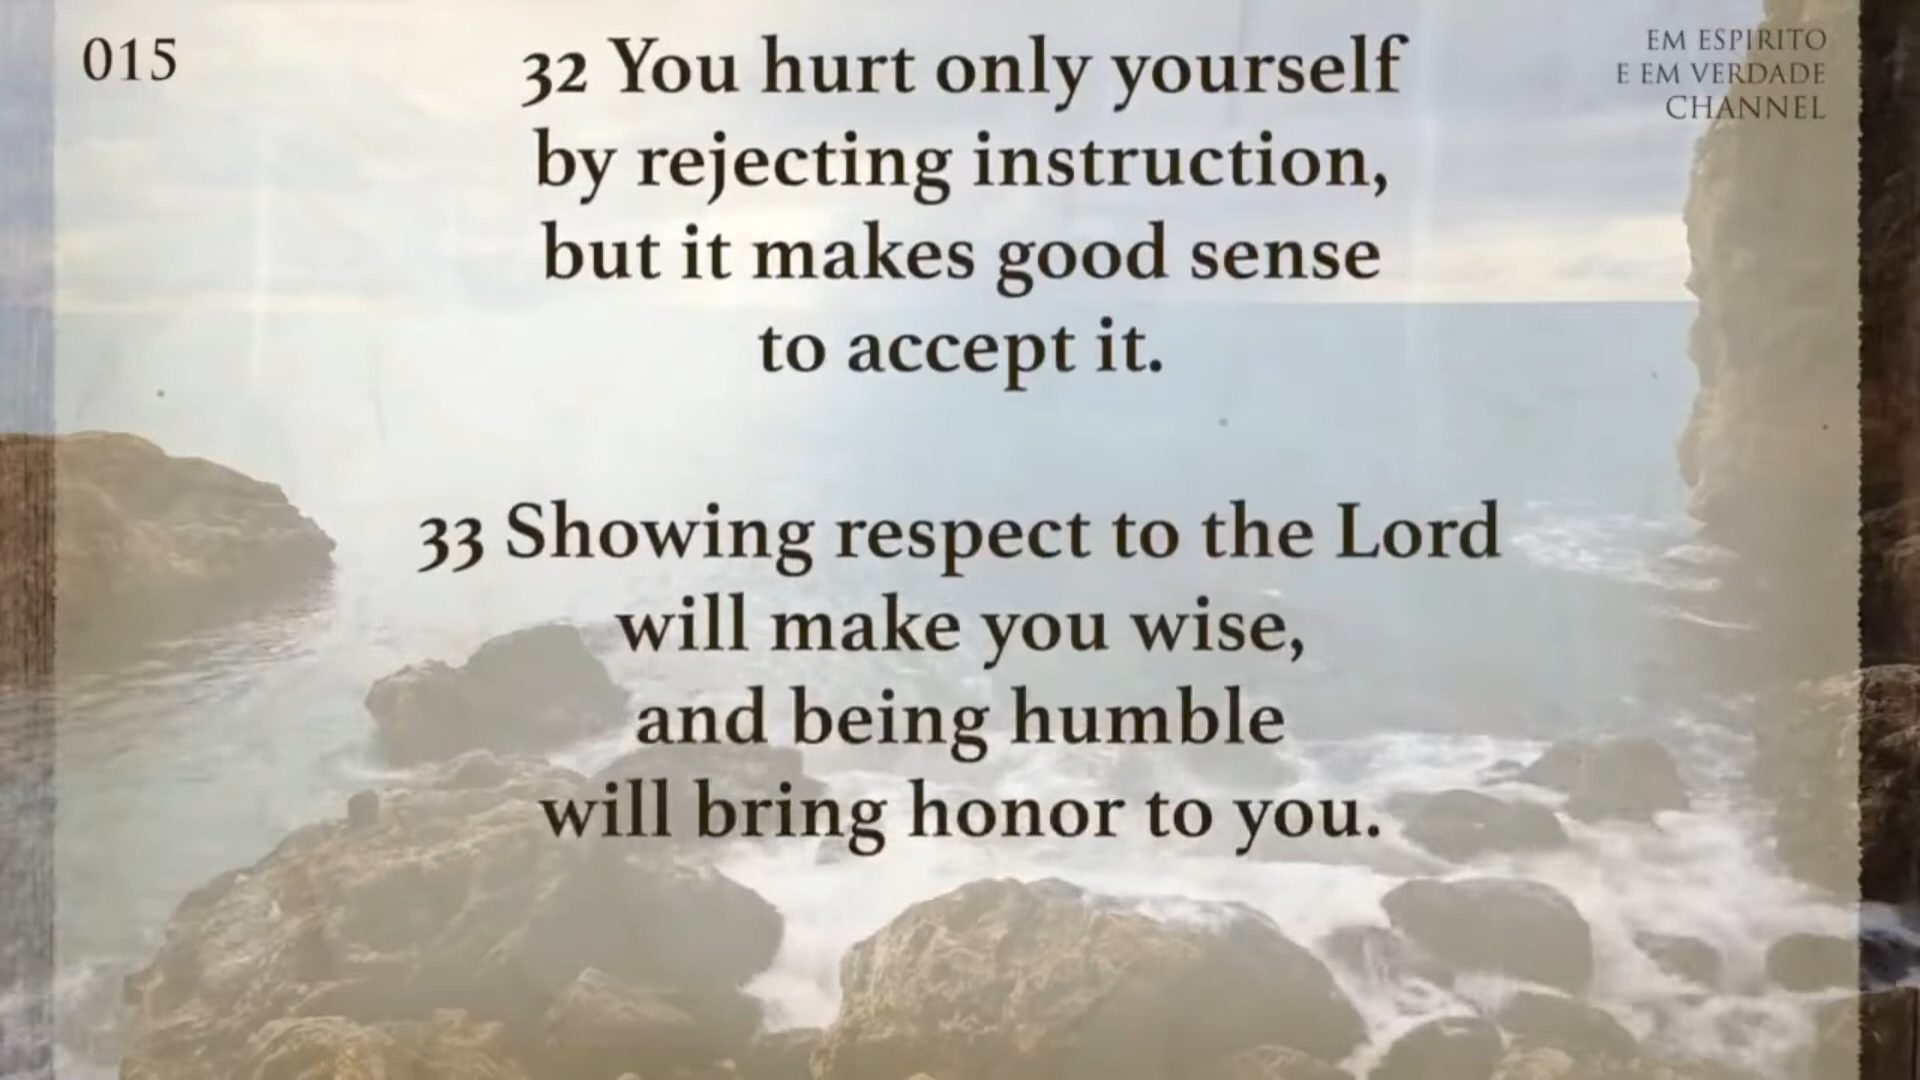 015
EM ESPIRITO
E EM VERDADE
CHANNEL
32 You hurt only yourself
by rejecting instruction,
but it makes good sense
to accept it.
33 Showing respect to the Lord
will make you wise,
and being humble
will bring honor to you.